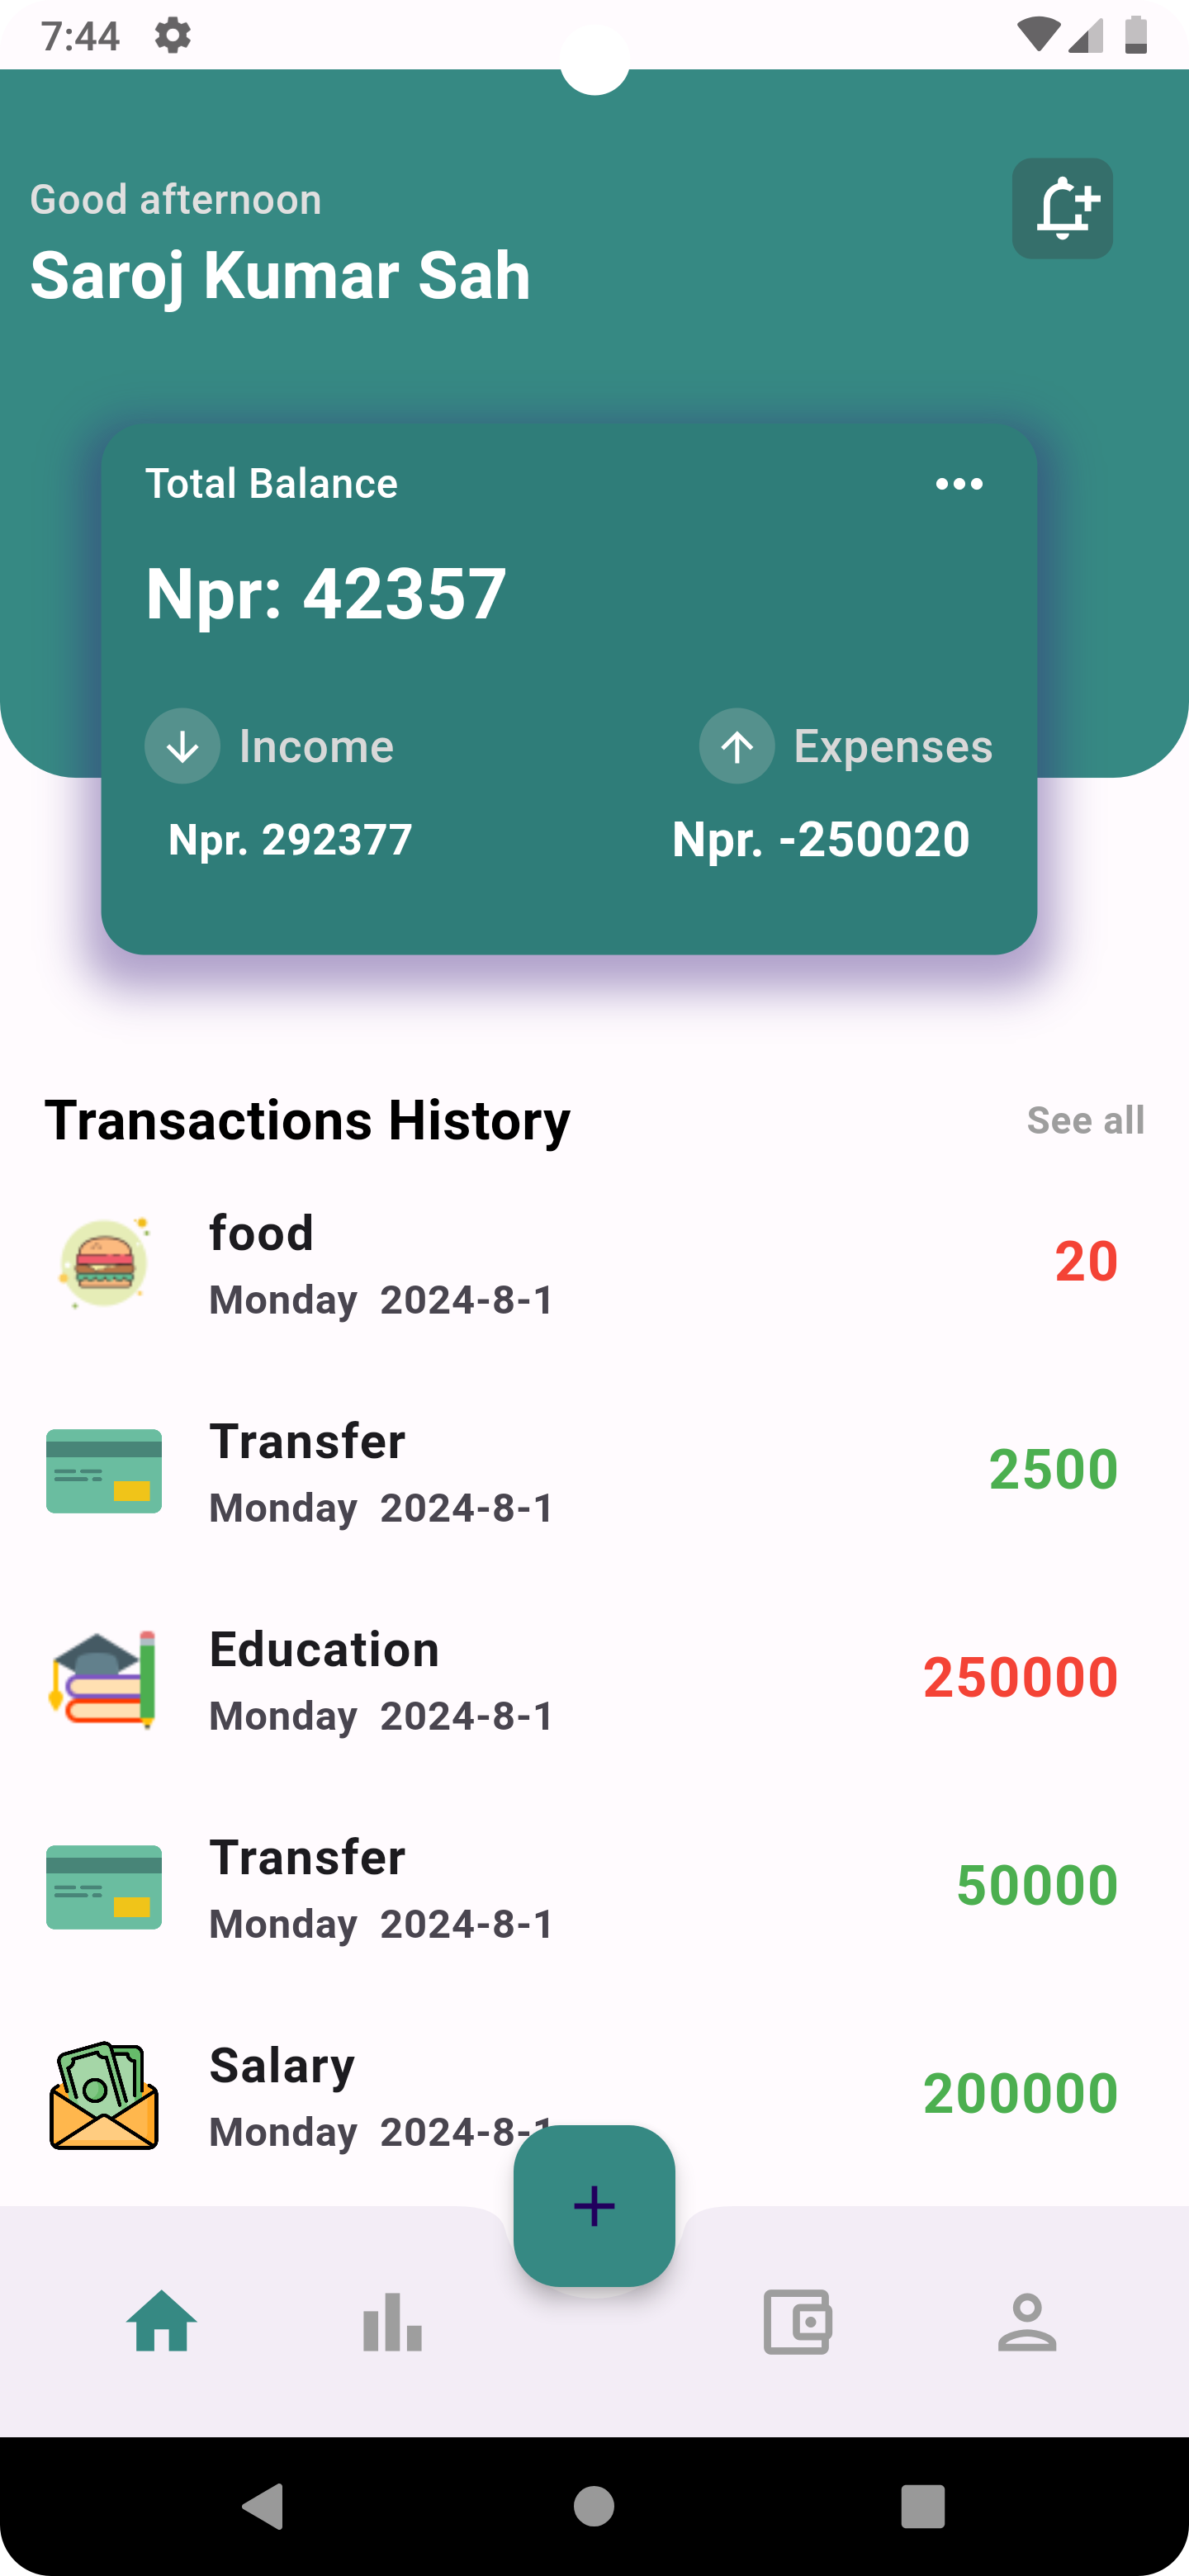 7:44
Good afternoon
Saroj Kumar Sah
Total Balance
Npr: 42357
Income Expenses
Npr. 292377 Npr. -250020
Transactions History See all
food
20
Monday 2024-8-1
Transfer
2500
Monday 2024-8-1
Education
250000
Monday 2024-8-1
Transfer
50000
Monday 2024-8-1
Salary
200000
Monday 2024-8-1